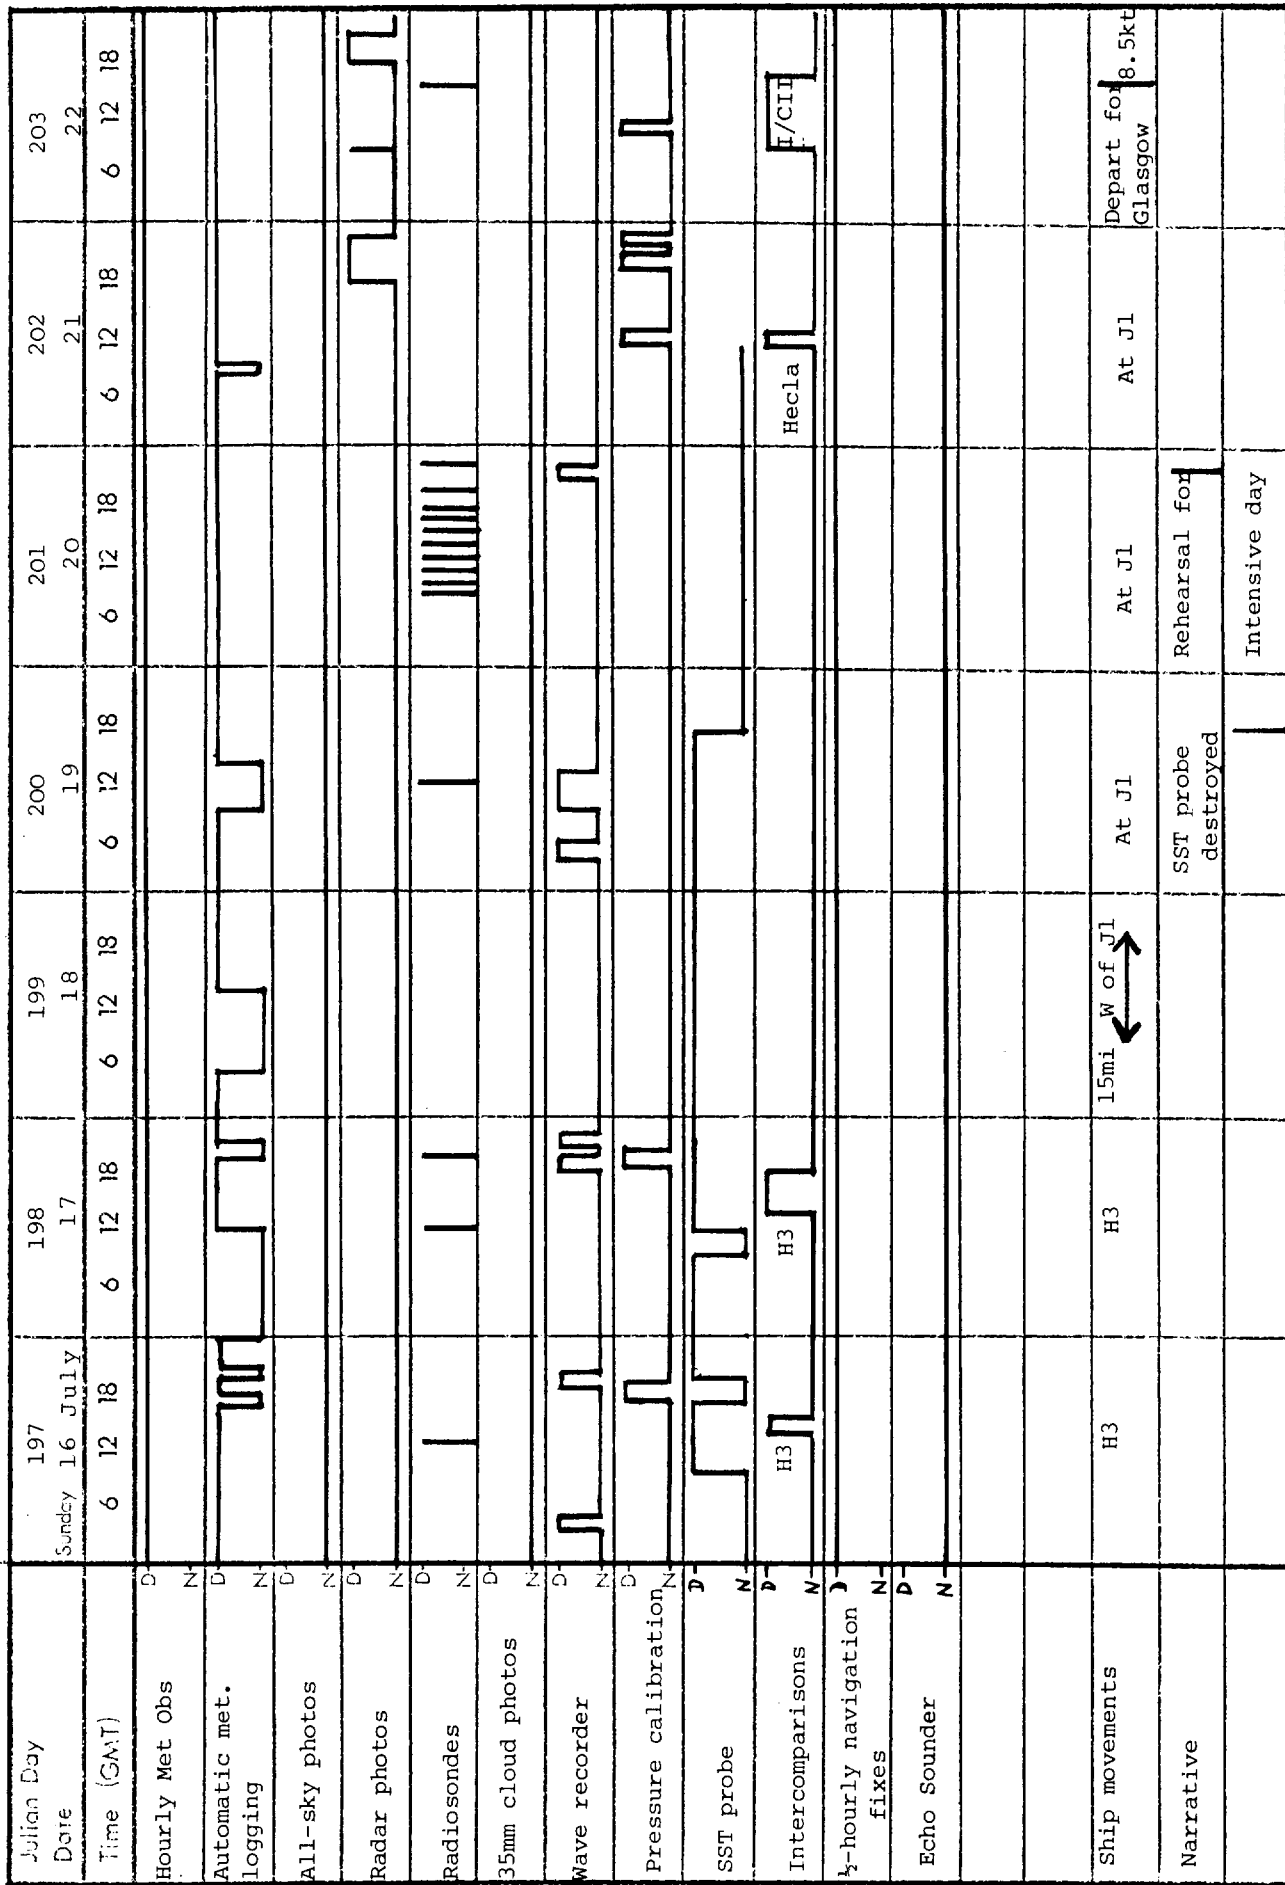 Julian Day 197 198 199 200 201 202 203
Date Sunday 16 July 17 18 19 20 21 22
Time (GMT) 6 12 18 6 12 18 6 12 18 6 12 18 6 12 18 6 12 18 6 12 18
Hourly Met Obs D N
Automatic met. D N
logging
All-sky photos D N
Radar photos D N
Radiosondes D N
35mm cloud photos D N
Wave recorder D N
Pressure calibration D N
SST probe D N
Intercomparisons D N H3 H3 Hecla I/CII
½-hourly navigation D N
fixes
Echo Sounder D N
Ship movements H3 H3 15mi W of J1 At J1 At J1 At J1 Depart for 8.5kt
Glasgow
Narrative SST probe Rehearsal for
destroyed
Intensive day